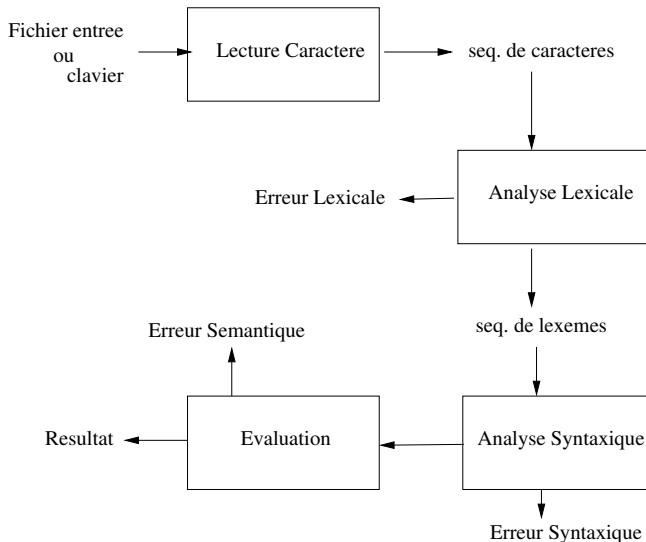 Fichier entree
ou
clavier
Lecture Caractere
seq. de caracteres
Erreur Lexicale
Analyse Lexicale
seq. de lexemes
Erreur Semantique
Resultat
Evaluation
Analyse Syntaxique
Erreur Syntaxique